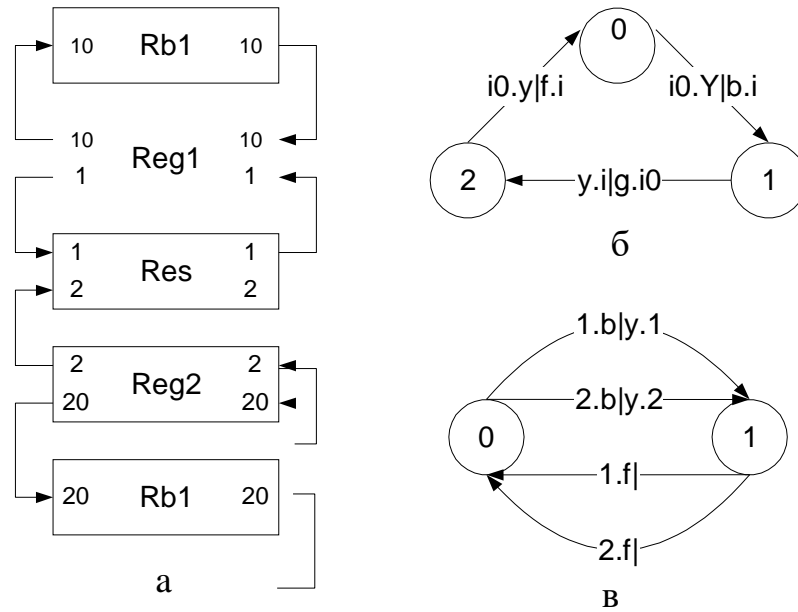 10 Rb1 10
10 Reg1 10
1 1
1 Res 1
2 2
2 Reg2 2
20 20
20 Rb1 20
а
0
i0.y|f.i i0.Y|b.i
2 y.i|g.i0 1
б
1.b|y.1
2.b|y.2
0 1
1.f|
2.f|
в